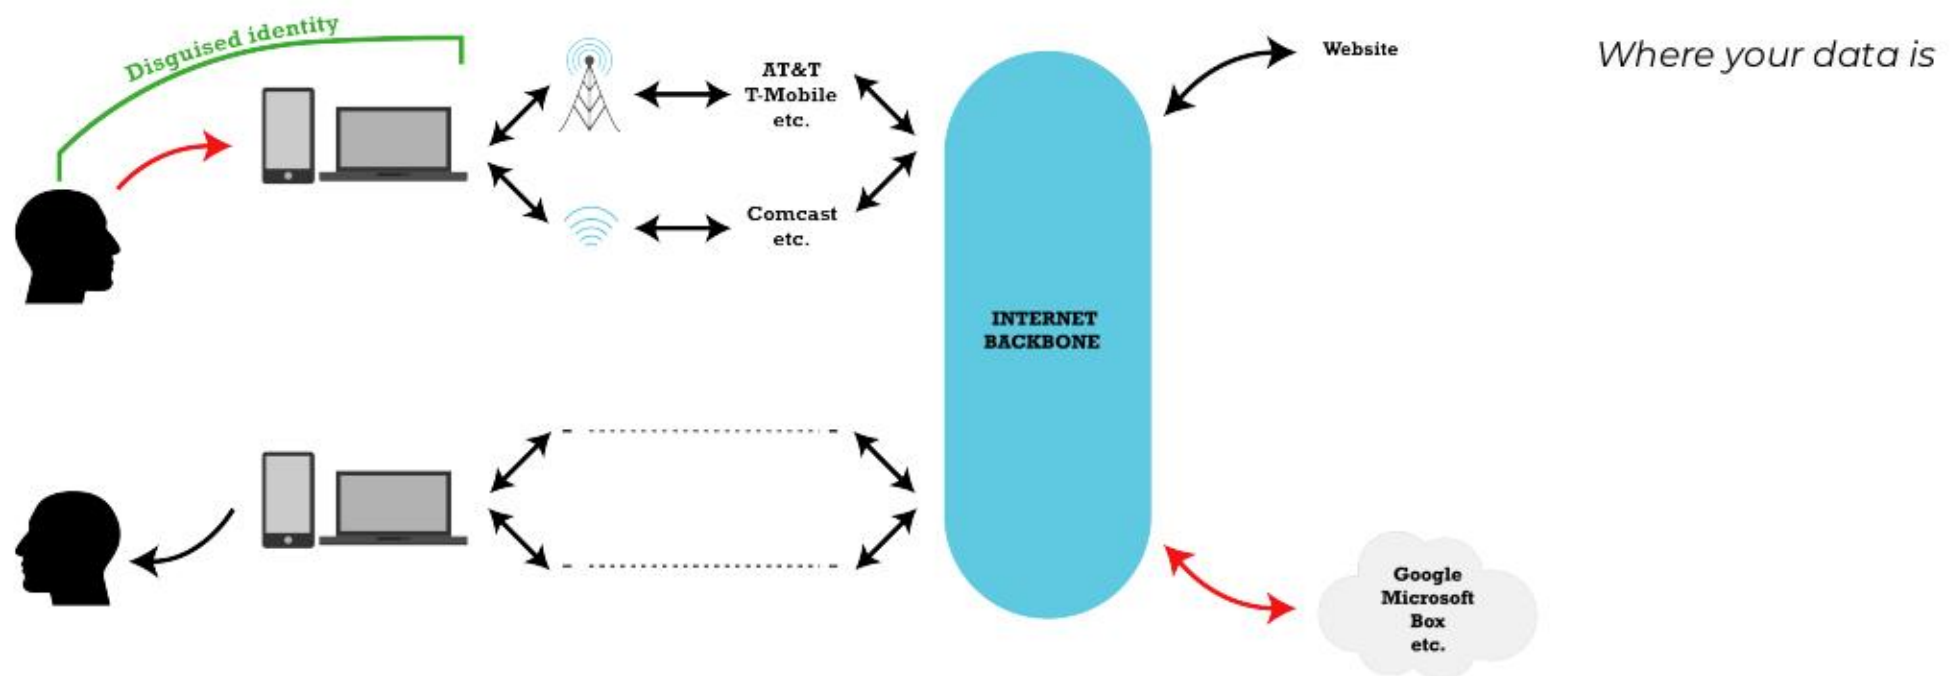 Disguised identity
AT&T
T-Mobile
etc.
Website
Where your data is
Comcast
etc.
INTERNET
BACKBONE
Google
Microsoft
Box
etc.